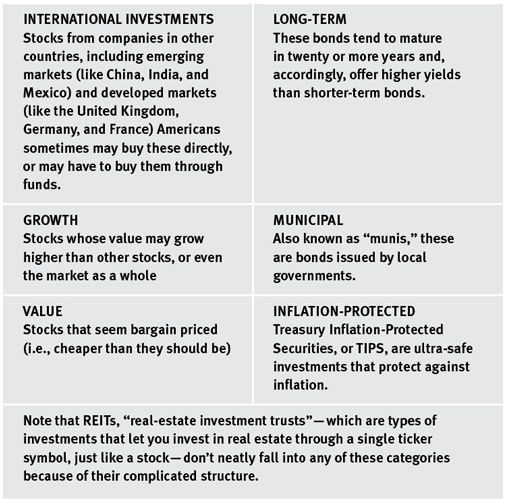 INTERNATIONAL INVESTMENTS
Stocks from companies in other
countries, including emerging
markets (like China, India, and
Mexico) and developed markets
(like the United Kingdom,
Germany, and France) Americans
sometimes may buy these directly,
or may have to buy them through
funds.
LONG-TERM
These bonds tend to mature
in twenty or more years and,
accordingly, offer higher yields
than shorter-term bonds.
GROWTH
Stocks whose value may grow
higher than other stocks, or even
the market as a whole
MUNICIPAL
Also known as “munis,” these
are bonds issued by local
governments.
VALUE
Stocks that seem bargain priced
(i.e., cheaper than they should be)
INFLATION-PROTECTED
Treasury Inflation-Protected
Securities, or TIPS, are ultra-safe
investments that protect against
inflation.
Note that REITs, “real-estate investment trusts”—which are types of
investments that let you invest in real estate through a single ticker
symbol, just like a stock—don’t neatly fall into any of these categories
because of their complicated structure.